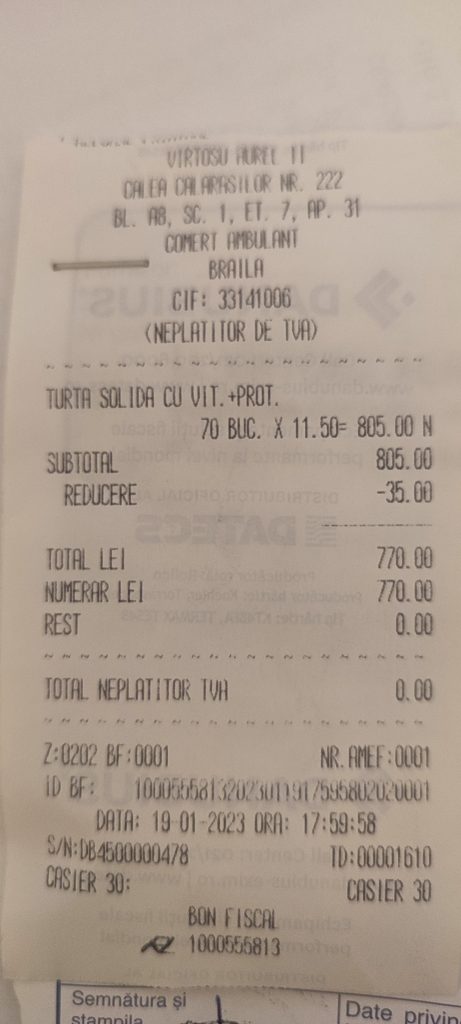 VIRTOSU AUREL II
CALEA CALARASILOR NR. 222
BL. A8, SC. 1, ET. 7, AP. 31
COMERT AMBULANT
BRAILA
CIF: 33141006
(NEPLATITOR DE TVA)
TURTA SOLIDA CU VIT.+PROT.
70 BUC. X 11.50= 805.00 N
SUBTOTAL 805.00
REDUCERE -35.00
TOTAL LEI 770.00
NUMERAR LEI 770.00
REST 0.00
TOTAL NEPLATITOR TVA 0.00
Z:0202 BF:0001 NR.AMEF:0001
ID BF: 10005558132023011917595802020001
DATA: 19-01-2023 ORA: 17:59:58
S/N:DB4500000478 ID:00001610
CASIER 30: CASIER 30
BON FISCAL
1000555813
Semnătura și Date privin
stampila